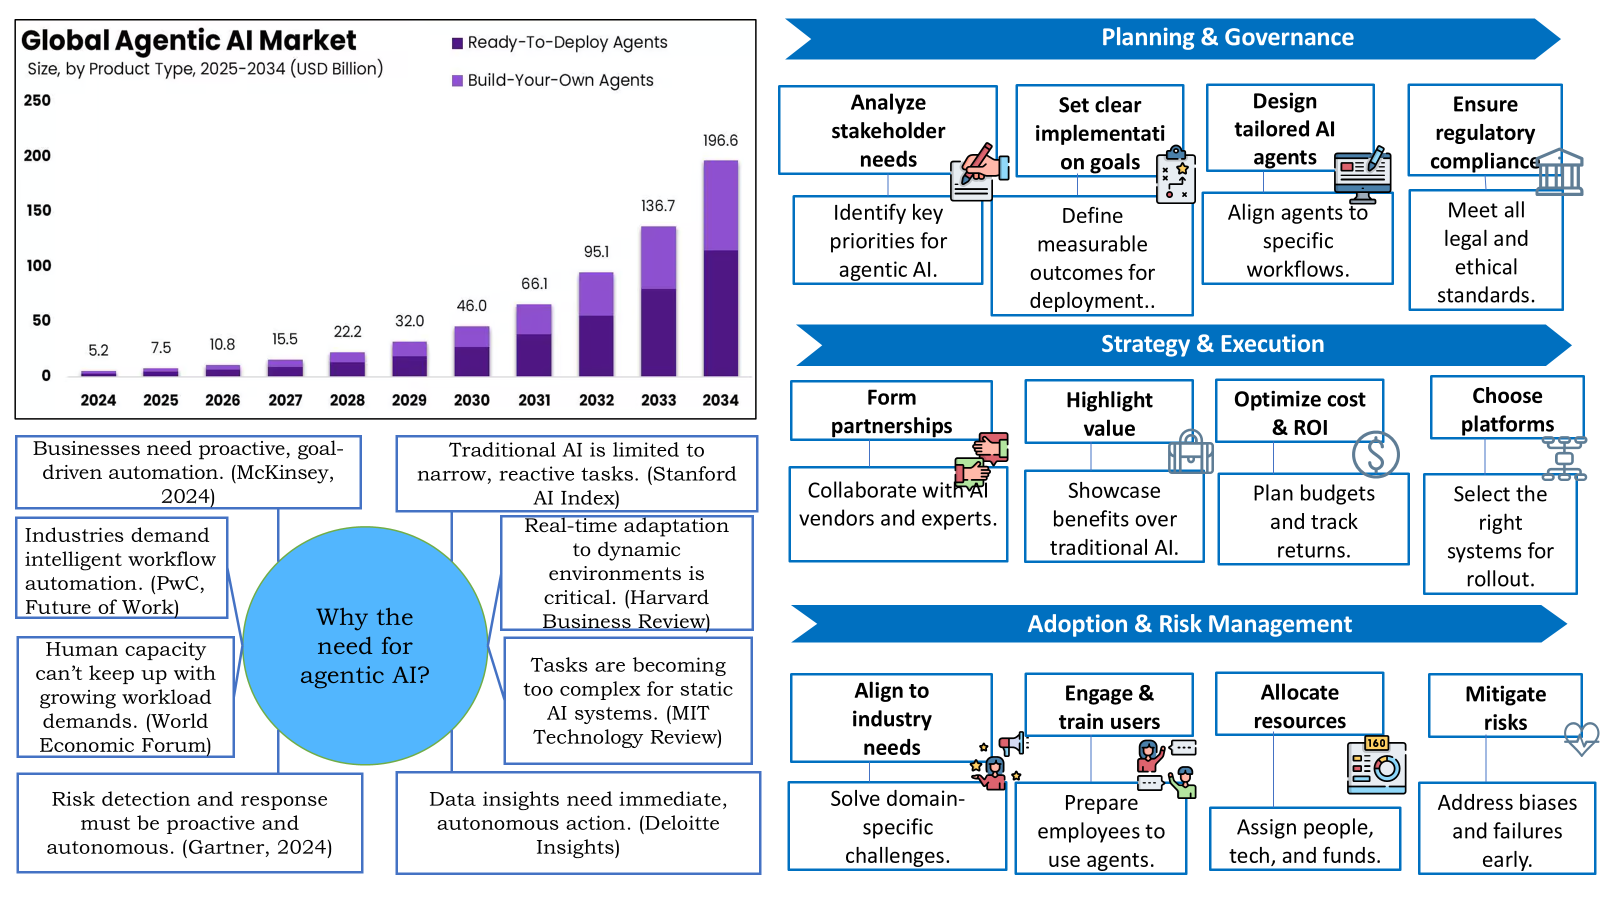 Global Agentic AI Market
Size, by Product Type, 2025-2034 (USD Billion)
Ready-To-Deploy Agents
Build-Your-Own Agents
250
200
150
100
50
0
5.2
7.5
10.8
15.5
22.2
32.0
46.0
66.1
95.1
136.7
196.6
2024
2025
2026
2027
2028
2029
2030
2031
2032
2033
2034
Businesses need proactive, goal-
driven automation. (McKinsey,
2024)
Traditional AI is limited to
narrow, reactive tasks. (Stanford
AI Index)
Industries demand
intelligent workflow
automation. (PwC,
Future of Work)
Real-time adaptation
to dynamic
environments is
critical. (Harvard
Business Review)
Why the
need for
agentic AI?
Human capacity
can't keep up with
growing workload
demands. (World
Economic Forum)
Tasks are becoming
too complex for static
AI systems. (MIT
Technology Review)
Risk detection and response
must be proactive and
autonomous. (Gartner, 2024)
Data insights need immediate,
autonomous action. (Deloitte
Insights)
Planning & Governance
Analyze
stakeholder
needs
Identify key
priorities for
agentic AI.
Set clear
implementati
on goals
Define
measurable
outcomes for
deployment..
Design
tailored AI
agents
Align agents to
specific
workflows.
Ensure
regulatory
compliance
Meet all
legal and
ethical
standards.
Strategy & Execution
Form
partnerships
Collaborate with AI
vendors and experts.
Highlight
value
Showcase
benefits over
traditional AI.
Optimize cost
& ROI
Plan budgets
and track
returns.
Choose
platforms
Select the
right
systems for
rollout.
Adoption & Risk Management
Align to
industry
needs
Solve domain-
specific
challenges.
Engage &
train users
Prepare
employees to
use agents.
Allocate
resources
160
Assign people,
tech, and funds.
Mitigate
risks
Address biases
and failures
early.